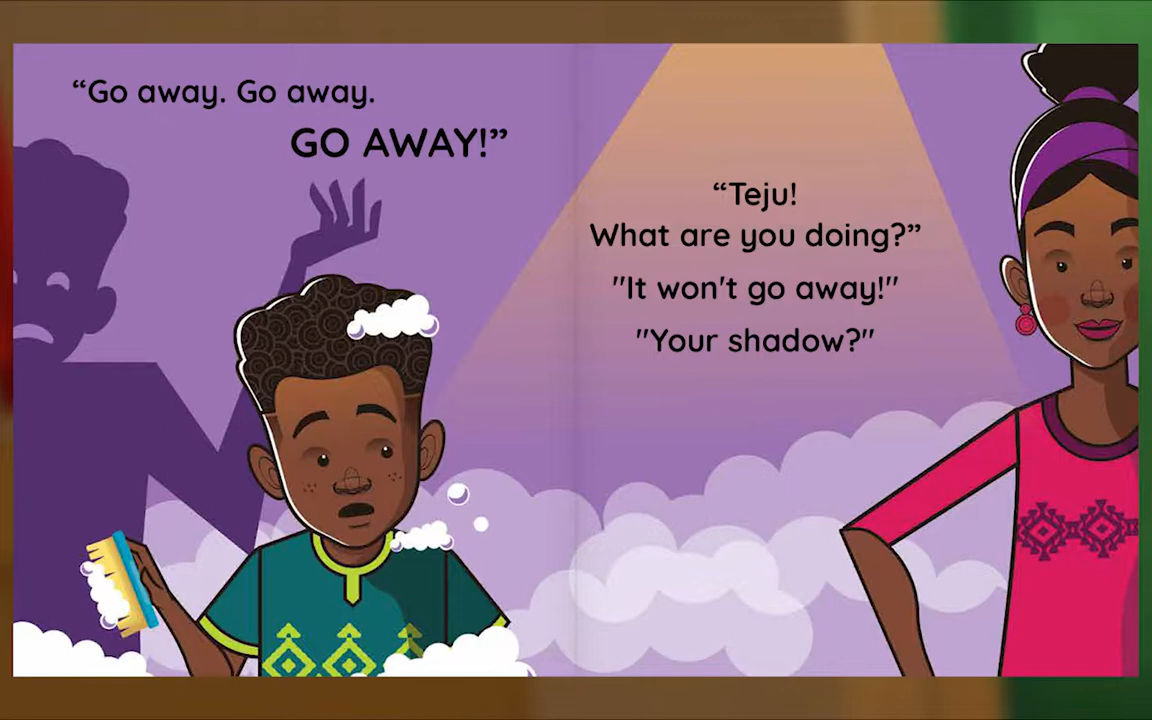 “Go away. Go away.
GO AWAY!”
“Teju!
What are you doing?”
"It won't go away!"
"Your shadow?"